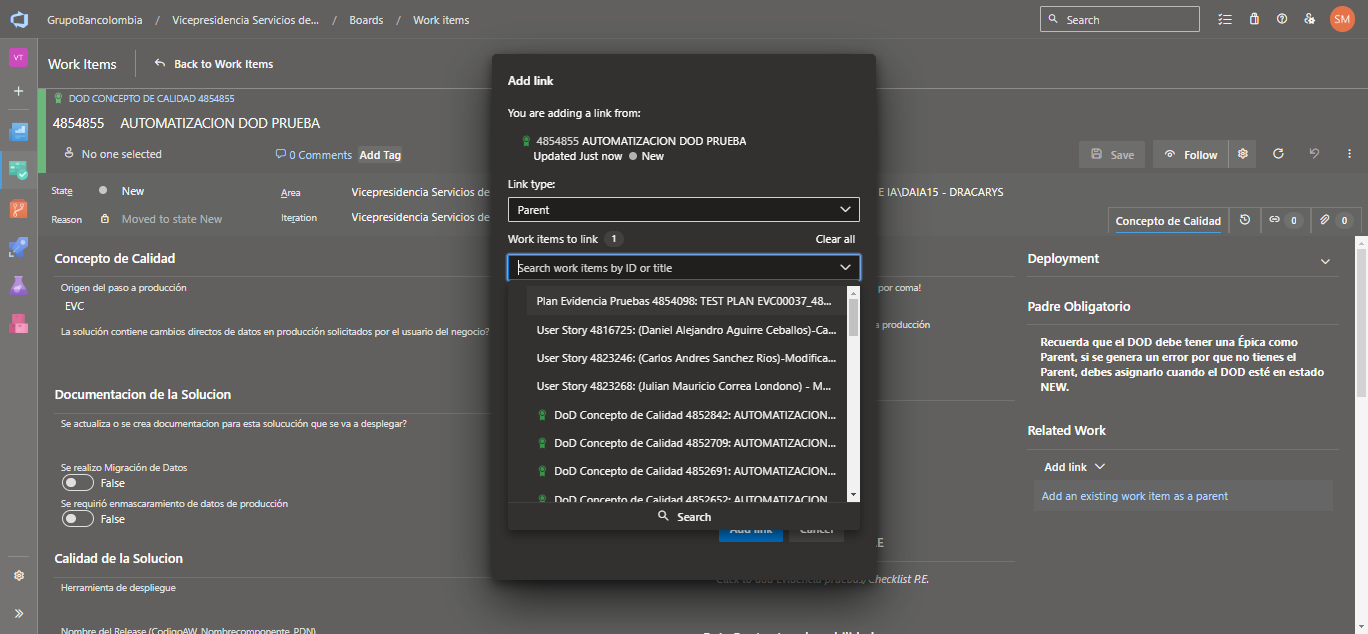 GrupoBancolombia / Vicepresidencia Servicios de... / Boards / Work items
Search
SM
VT
Work Items
Back to Work Items
DOD CONCEPTO DE CALIDAD 4854855
4854855 AUTOMATIZACION DOD PRUEBA
No one selected
0 Comments
Add Tag
Save
Follow
State
New
Area
Vicepresidencia Servicios de
E IA\DAIA15 - DRACARYS
Reason
Moved to state New
Iteration
Vicepresidencia Servicios de
Concepto de Calidad
0
0
Concepto de Calidad
Origen del paso a producción
EVC
La solución contiene cambios directos de datos en producción solicitados por el usuario del negocio?
Documentacion de la Solucion
Se actualiza o se crea documentacion para esta solucución que se va a desplegar?
Se realizo Migración de Datos
False
Se requirió enmascaramiento de datos de producción
False
Calidad de la Solucion
Herramienta de despliegue
Nombre del Release (CodigoAW_Nombrecomponente_PDN)
Add link
You are adding a link from:
4854855 AUTOMATIZACION DOD PRUEBA
Updated Just now
New
Link type:
Parent
Work items to link 1
Clear all
Search work items by ID or title
Plan Evidencia Pruebas 4854098: TEST PLAN EVC00037_48...
User Story 4816725: (Daniel Alejandro Aguirre Ceballos)-Ca...
User Story 4823246: (Carlos Andres Sanchez Rios)-Modifica...
User Story 4823268: (Julian Mauricio Correa Londono) - M...
DoD Concepto de Calidad 4852842: AUTOMATIZACION...
DoD Concepto de Calidad 4852709: AUTOMATIZACION...
DoD Concepto de Calidad 4852691: AUTOMATIZACION...
DoD Concepto de Calidad 4852652: AUTOMATIZACION
Search
Add link
Cancel
por coma!
a producción
E
Click to add Evidencia pruebas/Checklist P.E.
Deployment
Padre Obligatorio
Recuerda que el DOD debe tener una Épica como
Parent, si se genera un error por que no tienes el
Parent, debes asignarlo cuando el DOD esté en estado
NEW.
Related Work
Add link
Add an existing work item as a parent